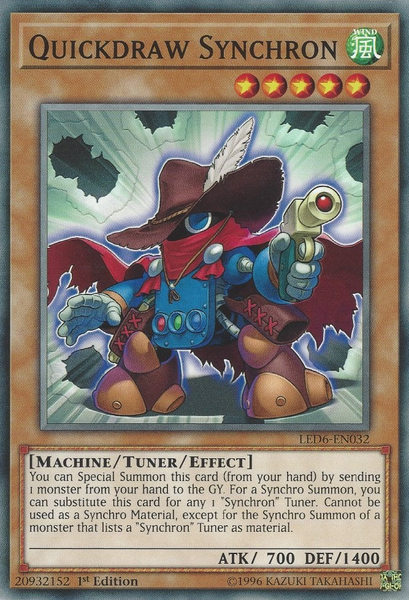 QUICKDRAW SYNCHRON
WIND
風
LED6-EN032
[MACHINE/TUNER/EFFECT]
You can Special Summon this card (from your hand) by sending
1 monster from your hand to the GY. For a Synchro Summon, you
can substitute this card for any 1 "Synchron" Tuner. Cannot be
used as a Synchro Material, except for the Synchro Summon of
a monster that lists a "Synchron" Tuner as material.
ATK/ 700 DEF/1400
20932152 1st Edition ©1996 KAZUKI TAKAHASHI